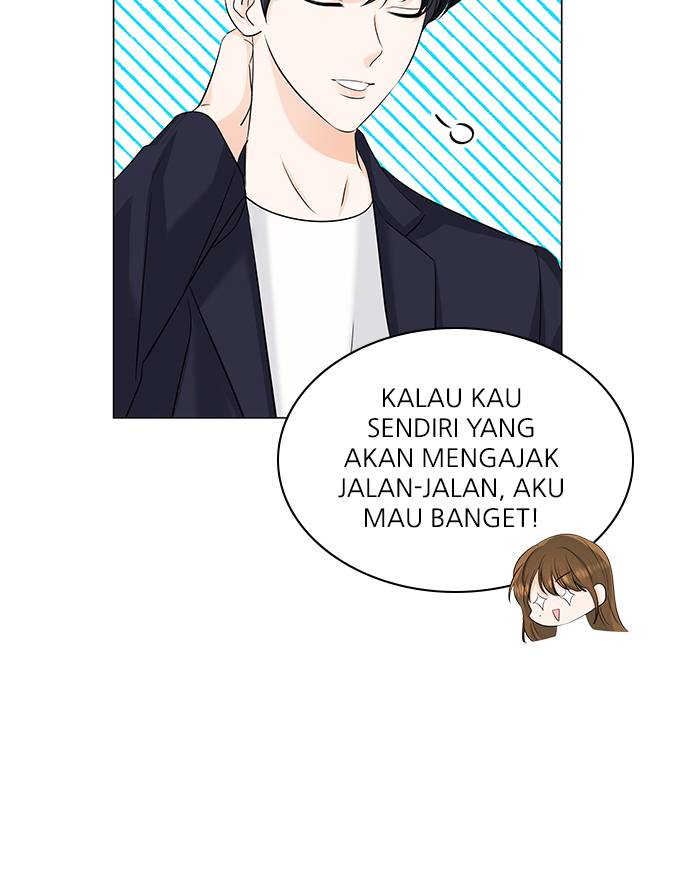 KALAU KAU
SENDIRI YANG
AKAN MENGAJAK
JALAN-JALAN, AKU
MAU BANGET!